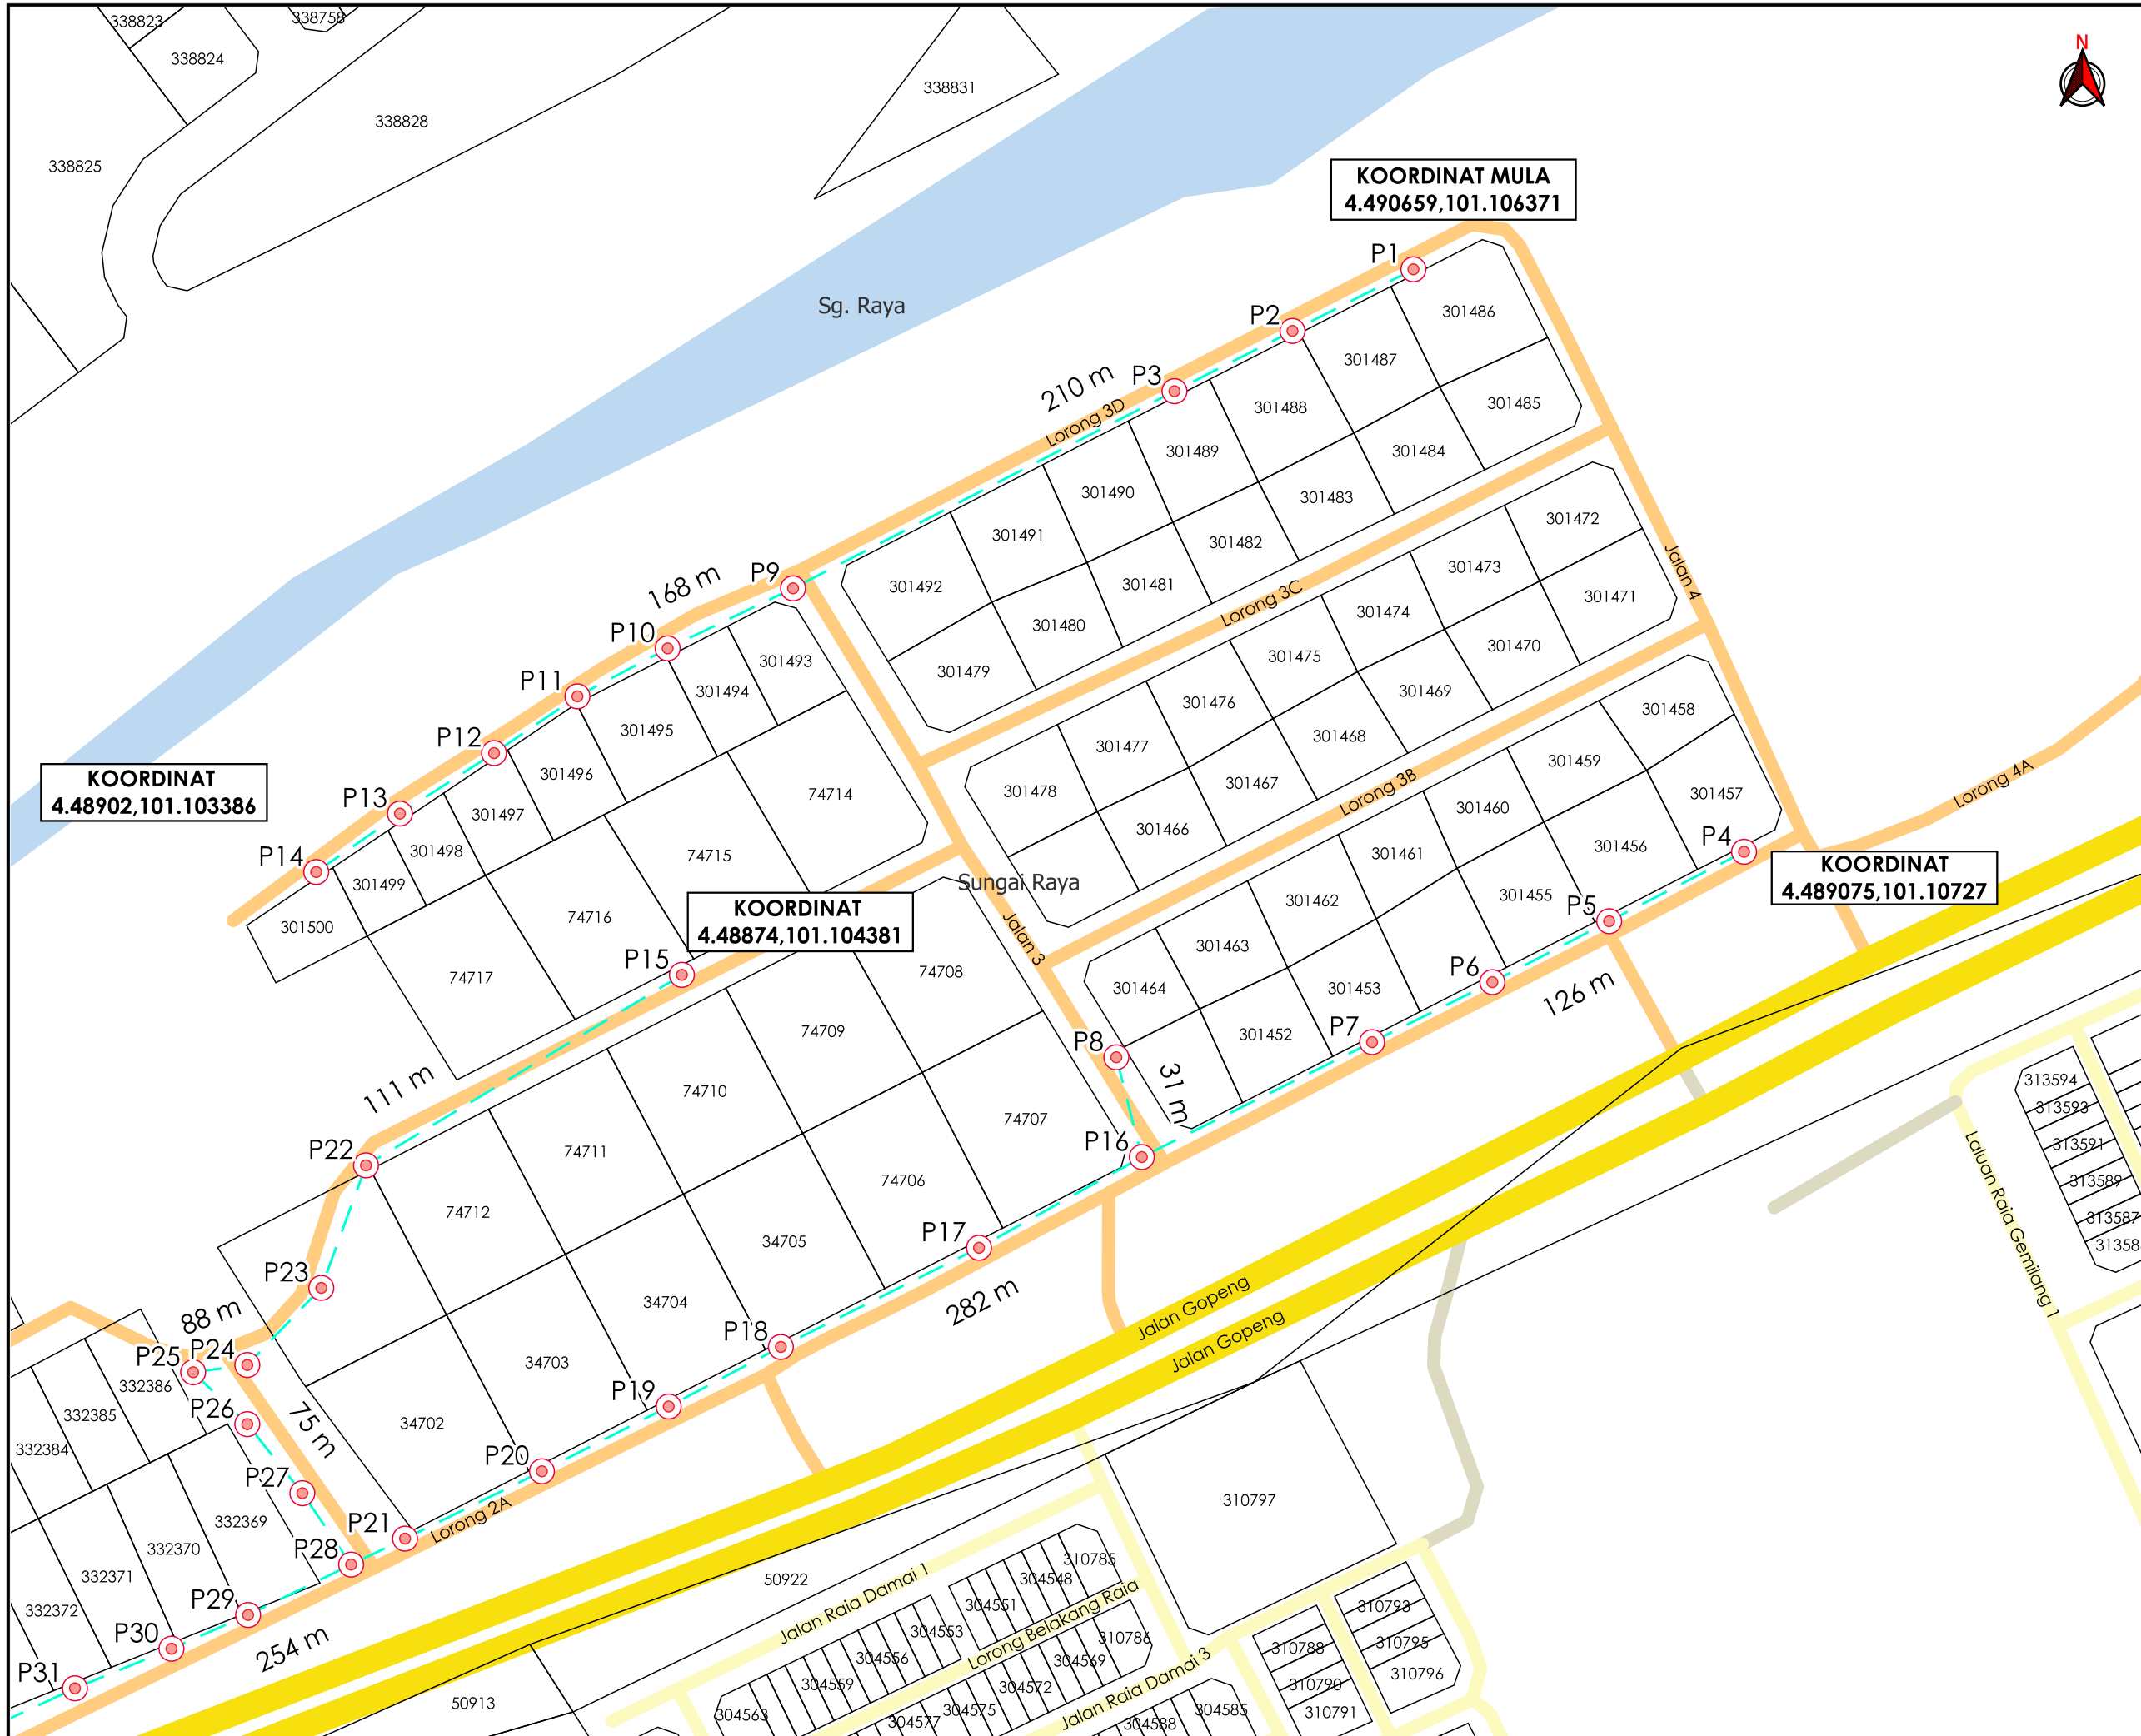 338823
338758
N
338824
338831
338828
338825
KOORDINAT MULA
4.490659,101.106371
P1
Sg. Raya
P2
301486
301487
P3
210 m
301485
301488
Lorong 3D
301489
301484
301490
301483
301472
301491
301482
Jalan 4
P9
168 m
301473
301492
301481
301471
Lorong 3C
301474
301480
P10
301470
301493
301475
301479
301494
301469
P11
301476
301458
301495
301468
P12
301477
301459
301496
301467
Lorong 3B
Lorong 4A
KOORDINAT
4.48902,101.103386
P13
301478
74714
301457
301497
301460
301466
P4
301456
P14
301498
74715
301461
KOORDINAT
4.489075,101.10727
301499
Sungai Raya
301455
P5
301462
KOORDINAT
4.48874,101.104381
301500
74716
Jalan 3
301463
P15
74717
74708
P6
301464
301453
126 m
74709
P7
301452
P8
111 m
74710
31 m
313594
313593
74707
P22
74711
P16
313591
74706
313589
74712
P17
34705
Laluan Raia Gemilang 1
313587
31358
P23
282 m
34704
88 m
P18
Jalan Gopeng
Jalan Gopeng
P25
P24
34703
332386
P19
P26
332385
75 m
34702
332384
P20
P27
310797
332369
P21
Lorong 2A
332370
P28
332371
310785
50922
304548
Jalan Raia Damai 1
304551
332372
P29
310793
Lorong Belakang Raia
P30
254 m
304553
310786
310788
310795
304556
304569
P31
304559
310796
304572
310790
50913
304563
304577
304575
Jalan Raia Damai 3
304588
304585
310791